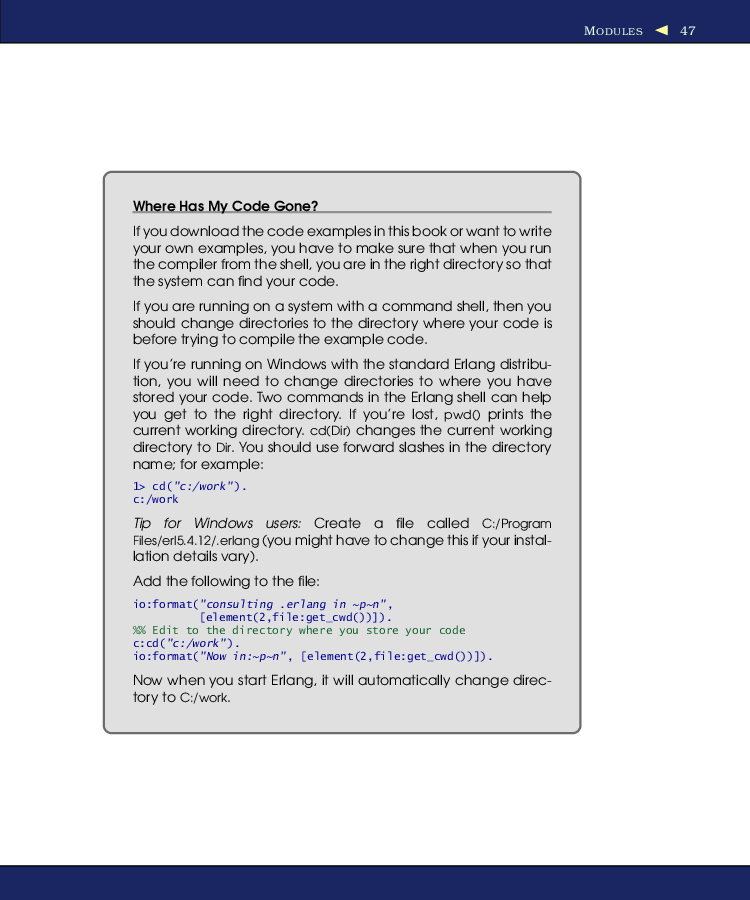 MODULES ◀ 47
Where Has My Code Gone?
If you download the code examples in this book or want to write
your own examples, you have to make sure that when you run
the compiler from the shell, you are in the right directory so that
the system can find your code.
If you are running on a system with a command shell, then you
should change directories to the directory where your code is
before trying to compile the example code.
If you're running on Windows with the standard Erlang distribu-
tion, you will need to change directories to where you have
stored your code. Two commands in the Erlang shell can help
you get to the right directory. If you're lost, pwd() prints the
current working directory. cd(Dir) changes the current working
directory to Dir. You should use forward slashes in the directory
name; for example:
1> cd("c:/work").
c:/work
Tip for Windows users: Create a file called C:/Program
Files/erl5.4.12/.erlang (you might have to change this if your instal-
lation details vary).
Add the following to the file:
io:format("consulting .erlang in ~p~n",
[element(2,file:get_cwd())]).
%% Edit to the directory where you store your code
c:cd("c:/work").
io:format("Now in:~p~n", [element(2,file:get_cwd())]).
Now when you start Erlang, it will automatically change direc-
tory to C:/work.